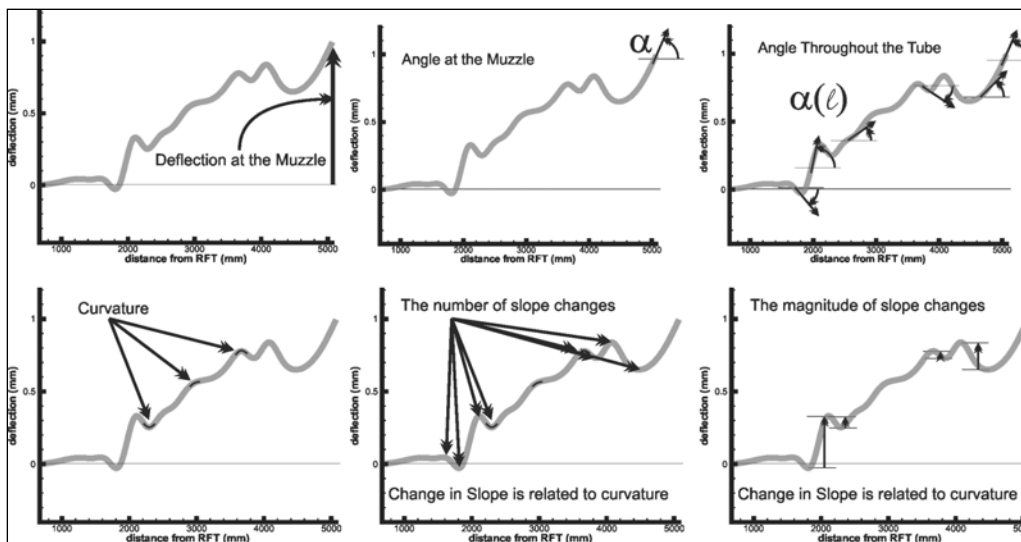 deflection (mm)
1
0.5
0
Deflection at the Muzzle
1000
2000
3000
4000
5000
distance from RFT (mm)
deflection (mm)
1
0.5
0
Angle at the Muzzle
α
1000
2000
3000
4000
5000
distance from RFT (mm)
deflection (mm)
1
0.5
0
Angle Throughout the Tube
α(ℓ)
1000
2000
3000
4000
5000
distance from RFT (mm)
deflection (mm)
1
0.5
0
Curvature
1000
2000
3000
4000
5000
distance from RFT (mm)
deflection (mm)
1
0.5
0
The number of slope changes
Change in Slope is related to curvature
1000
2000
3000
4000
5000
distance from RFT (mm)
deflection (mm)
1
0.5
0
The magnitude of slope changes
Change in Slope is related to curvature
1000
2000
3000
4000
5000
distance from RFT (mm)